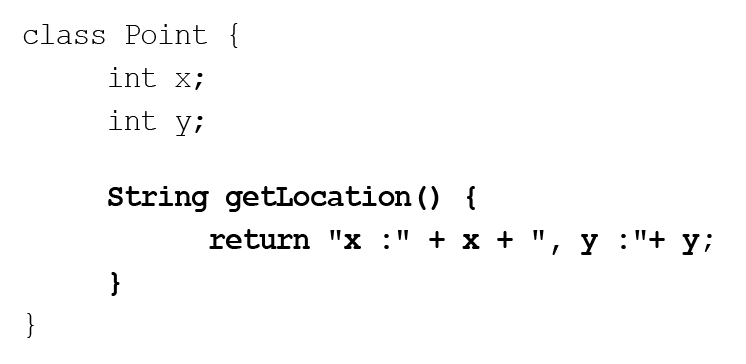 class Point {
int x;
int y;
String getLocation() {
return "x :" + x + ", y :"+ y;
}
}